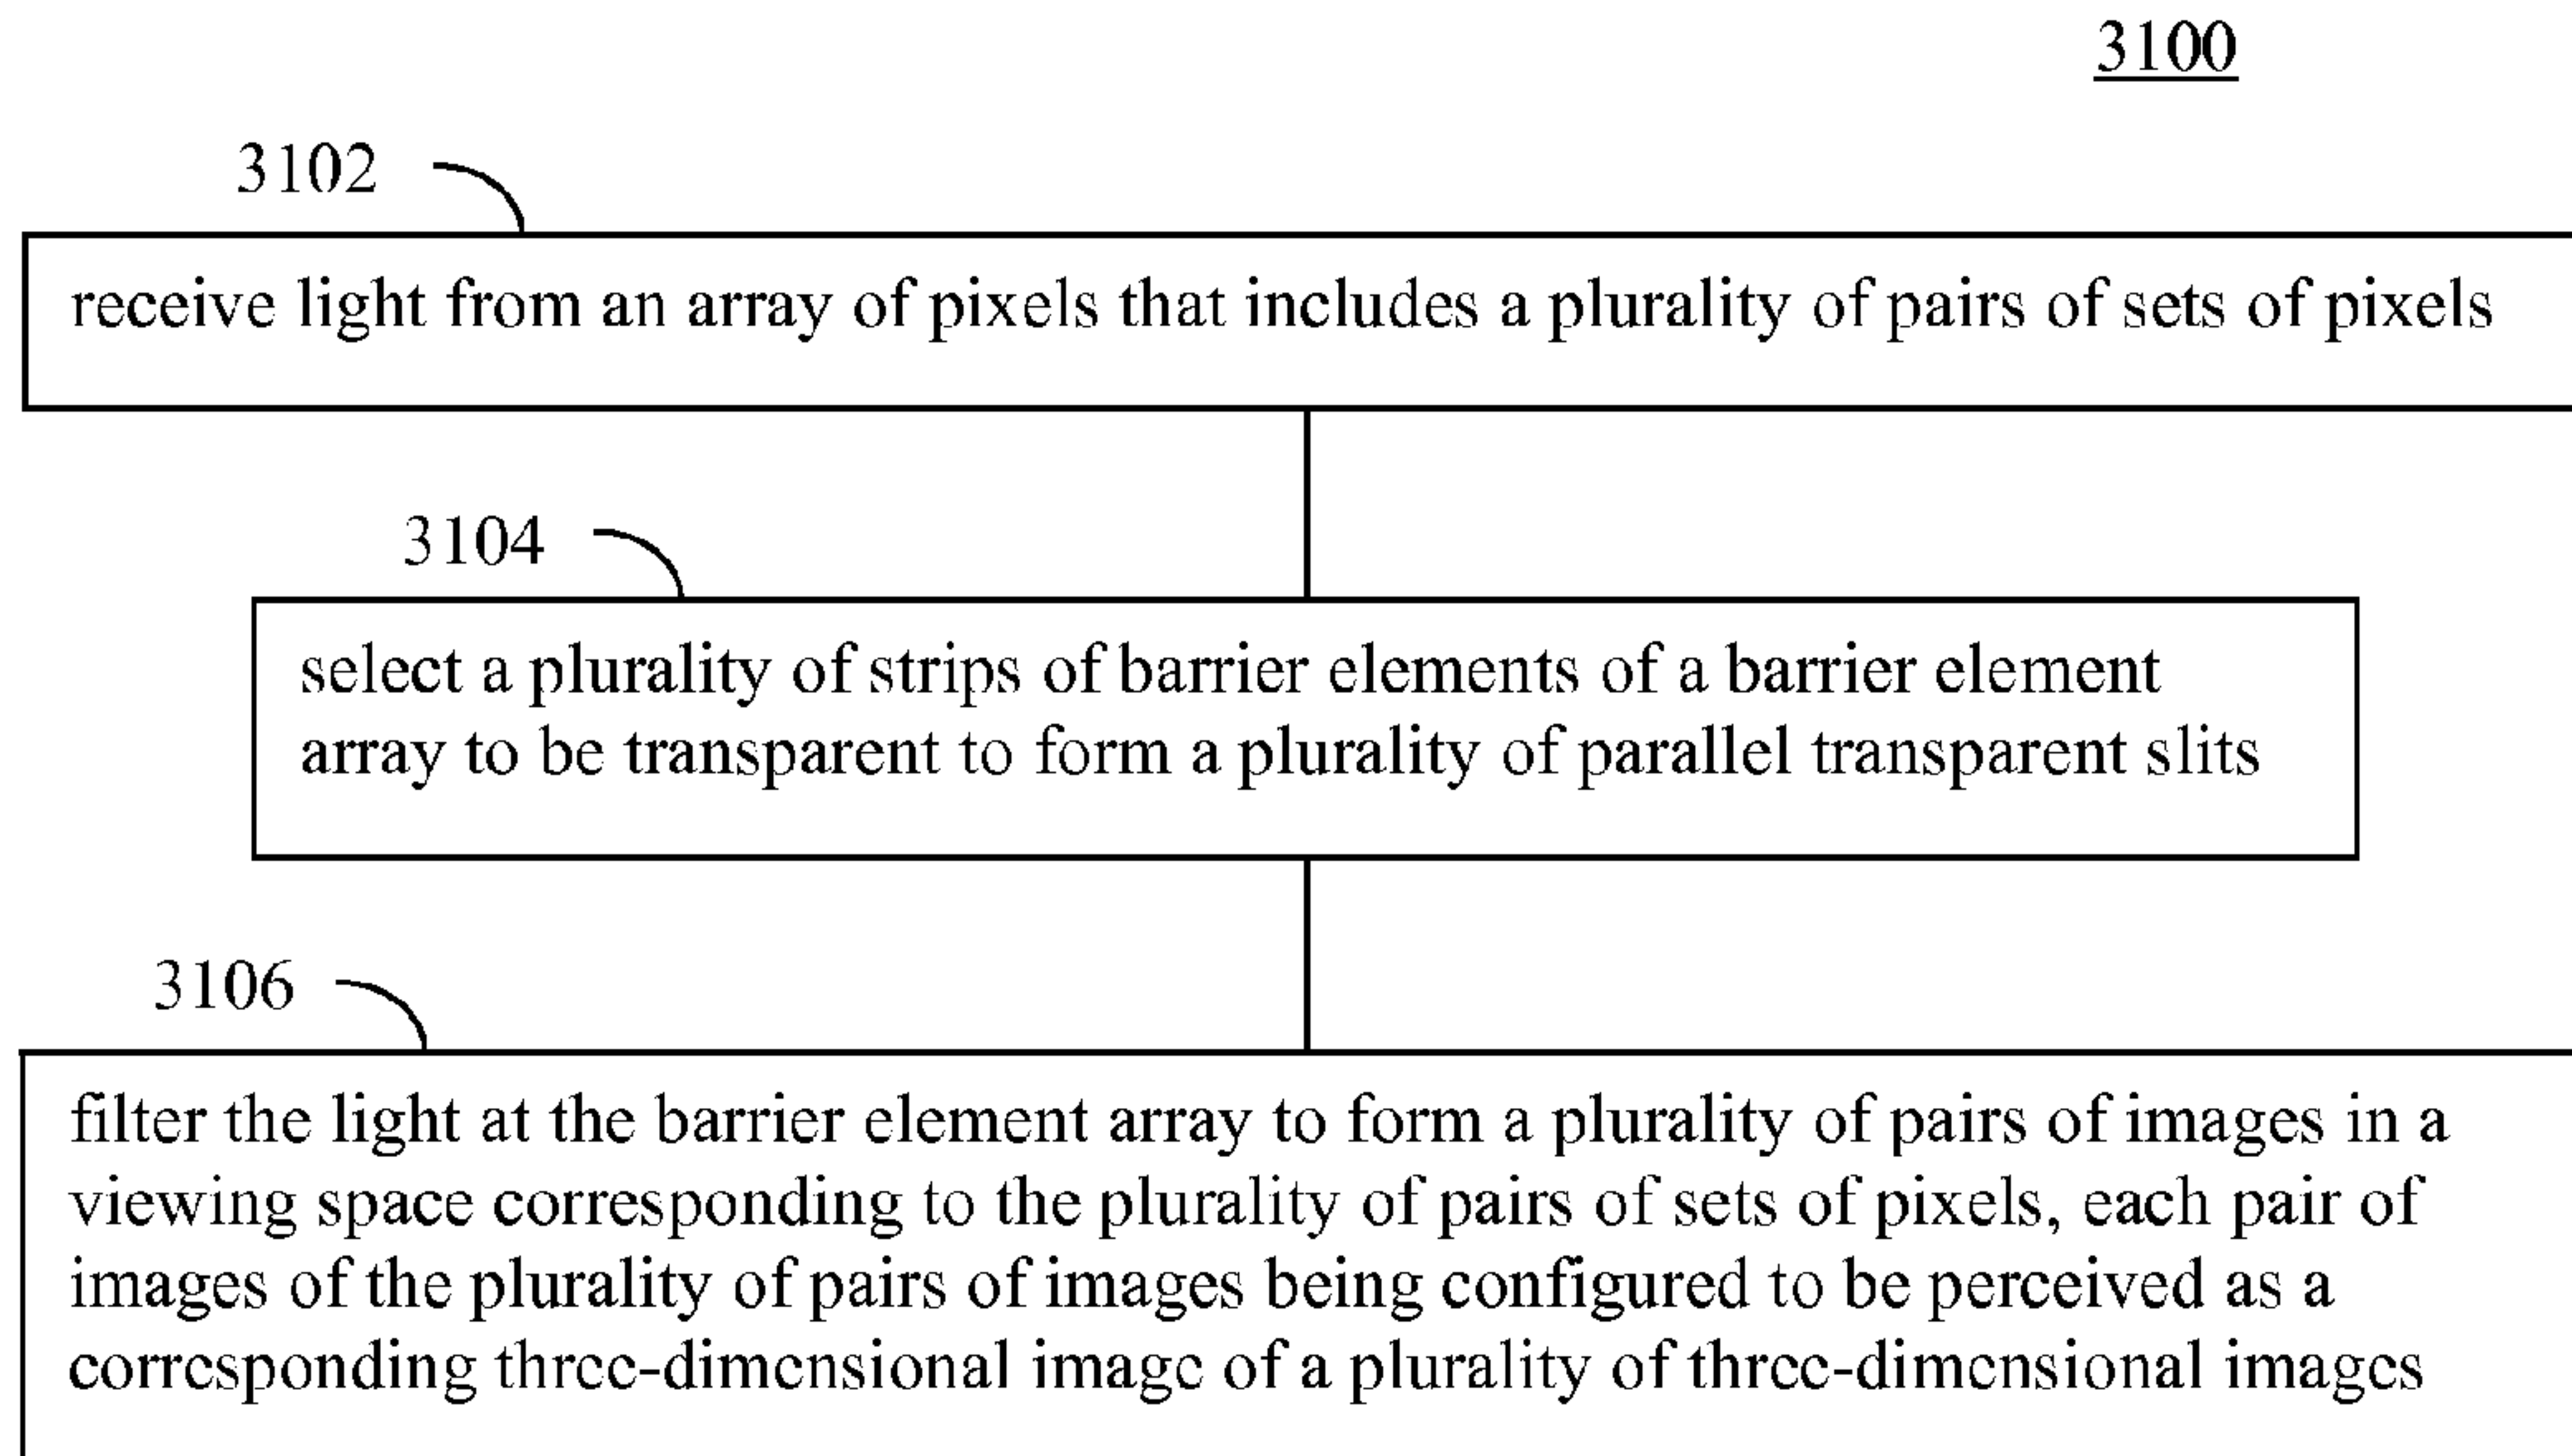 3100
3102
receive light from an array of pixels that includes a plurality of pairs of sets of pixels
3104
select a plurality of strips of barrier elements of a barrier element
array to be transparent to form a plurality of parallel transparent slits
3106
filter the light at the barrier element array to form a plurality of pairs of images in a
viewing space corresponding to the plurality of pairs of sets of pixels, each pair of
images of the plurality of pairs of images being configured to be perceived as a
corresponding three-dimensional image of a plurality of three-dimensional images